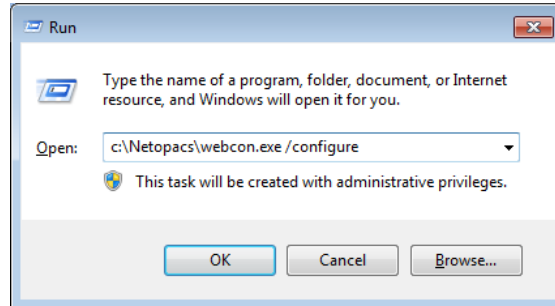 Run
Type the name of a program, folder, document, or Internet
resource, and Windows will open it for you.
Open: c:\Netopacs\webcon.exe /configure
This task will be created with administrative privileges.
OK Cancel Browse...